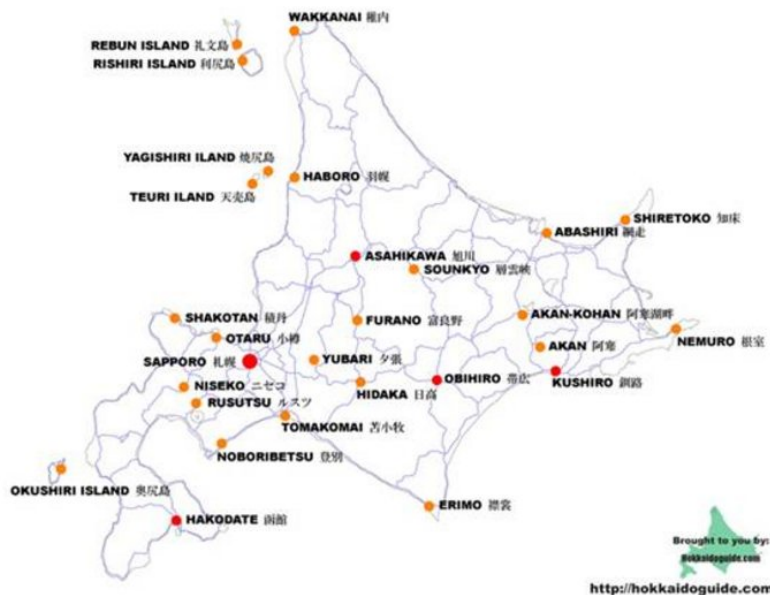 WAKKANAI 稚内
REBUN ISLAND 礼文島
RISHIRI ISLAND 利尻島
YAGISHIRI ILAND 焼尻島
HABORO 羽幌
TEURI ILAND 天売島
SHIRETOKO 知床
ABASHIRI 網走
ASAHIKAWA 旭川
SOUNKYO 層雲峡
SHAKOTAN 積丹
FURANO 富良野
AKAN-KOHAN 阿寒湖畔
OTARU 小樽
NEMURO 根室
AKAN 阿寒
SAPPORO 札幌
YUBARI 夕張
OBIHIRO 帯広
KUSHIRO 釧路
NISEKO ニセコ
HIDAKA 日高
RUSUTSU ルスツ
TOMAKOMAI 苫小牧
NOBORIBETSU 登別
OKUSHIRI ISLAND 奥尻島
ERIMO 襟裳
HAKODATE 函館
Brought to you by:
Hokkaidoguide.com
http://hokkaidoguide.com